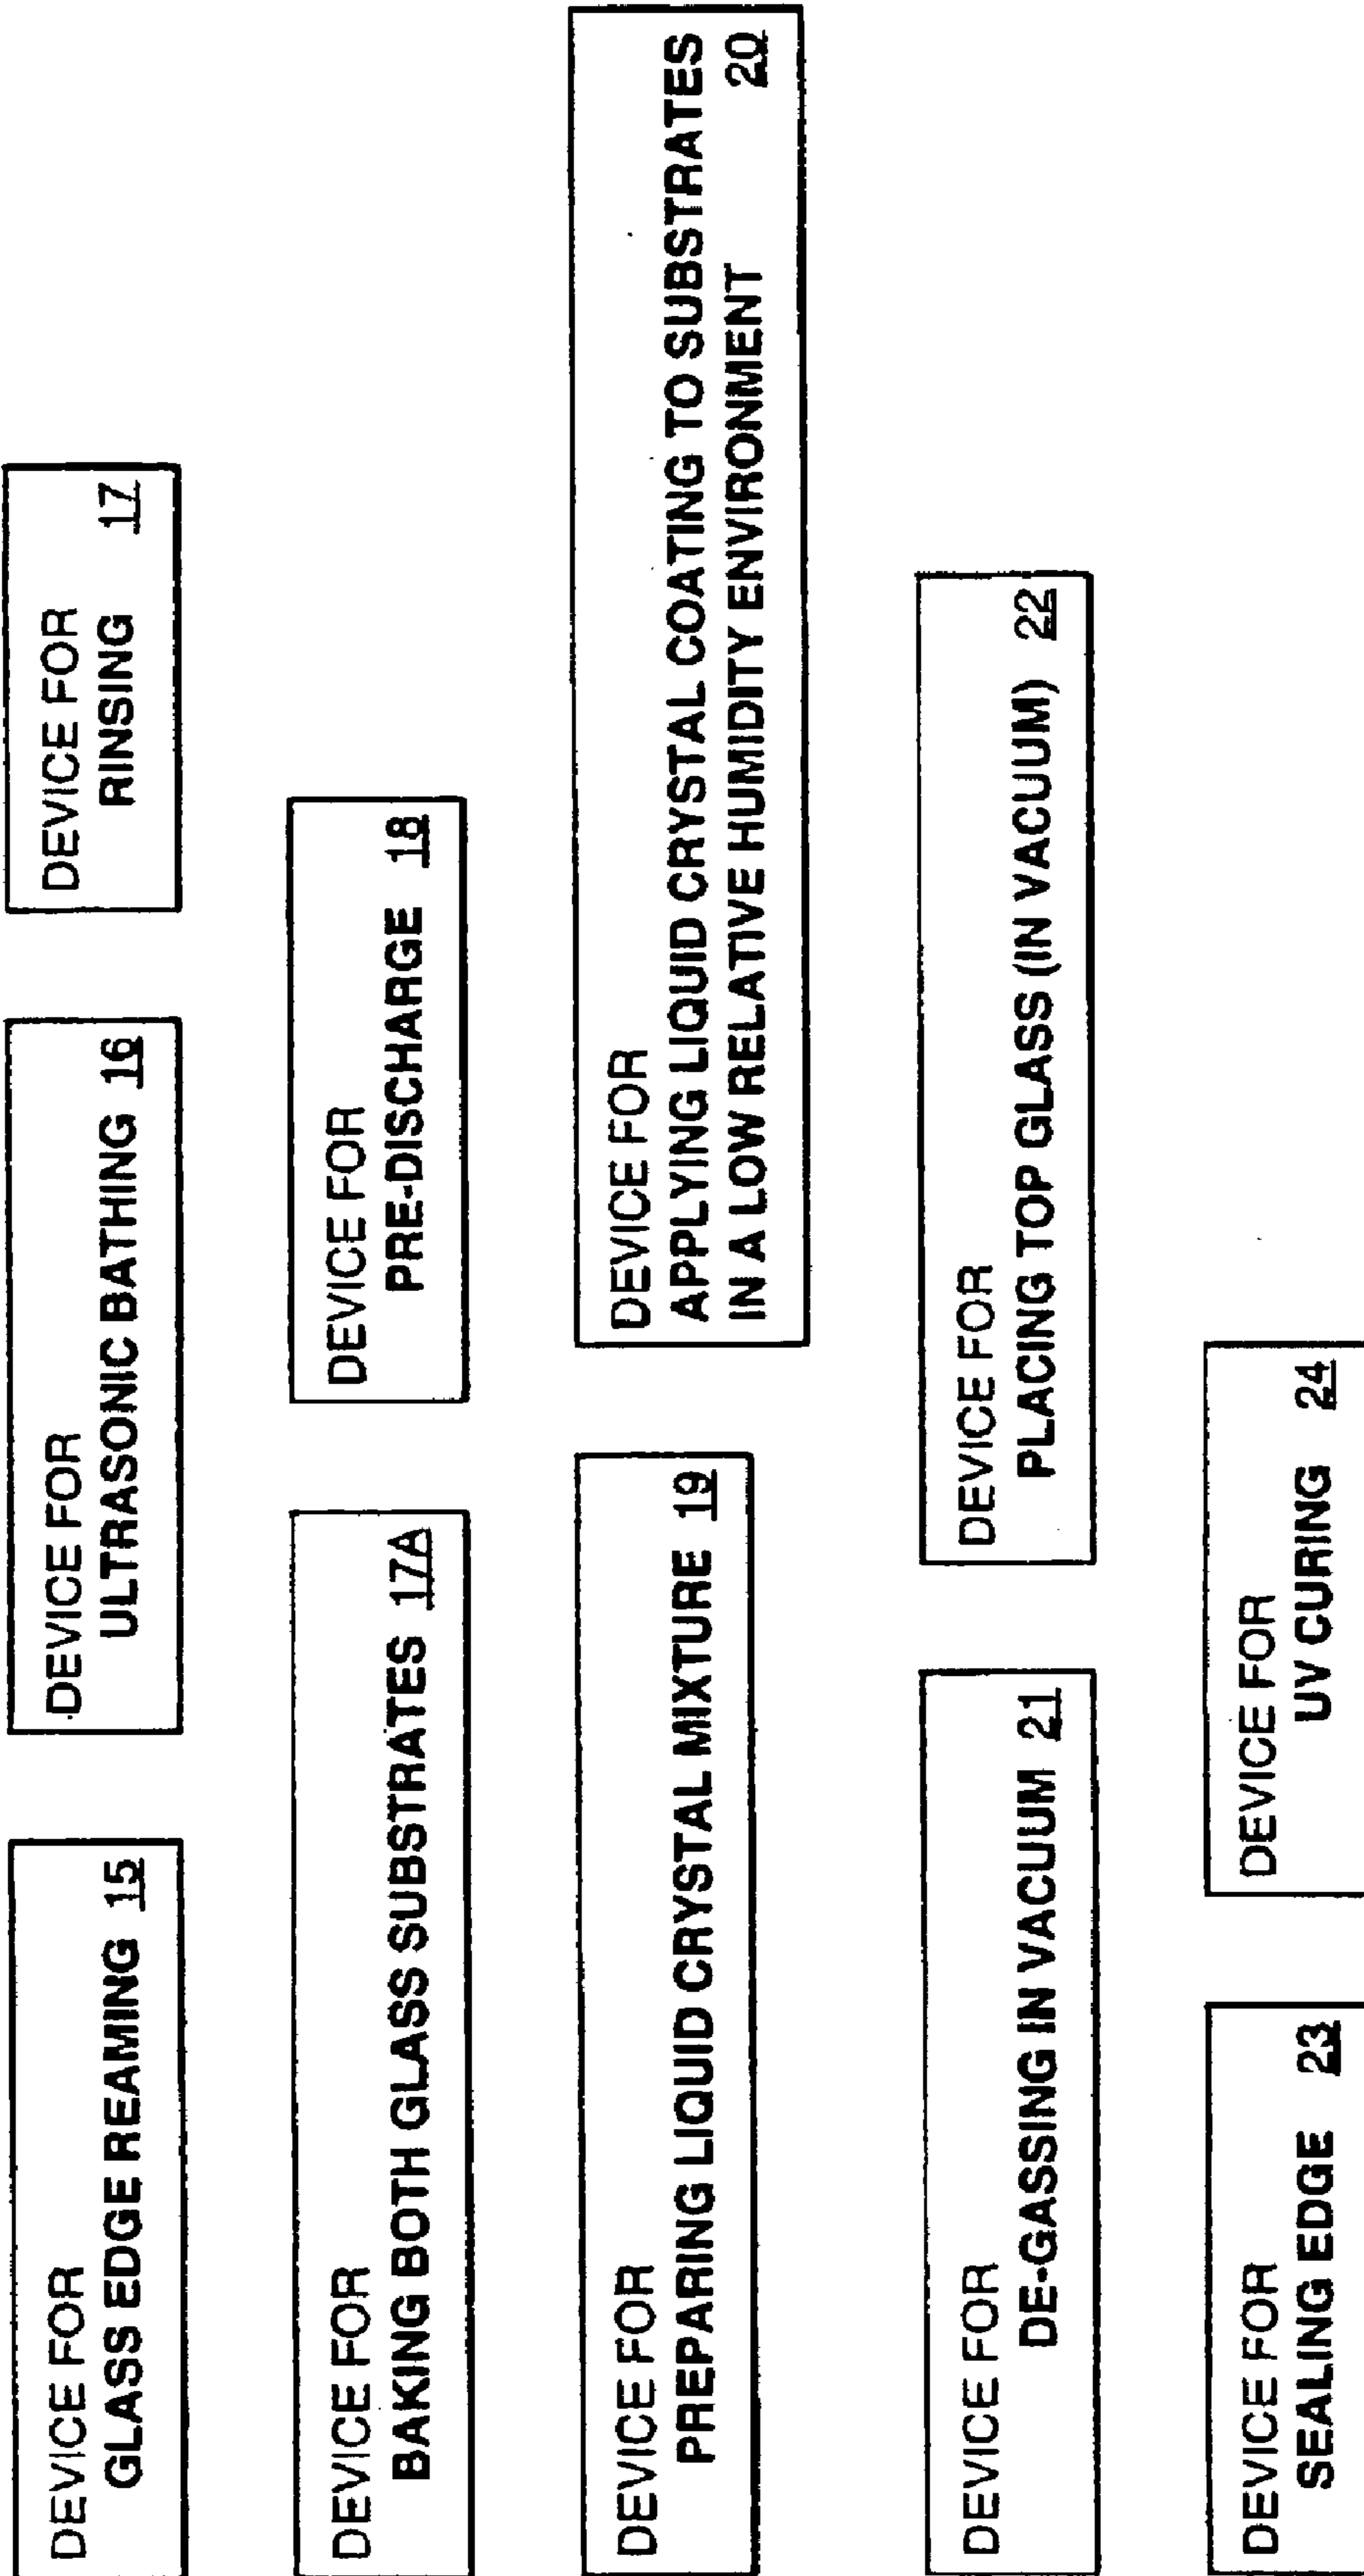 DEVICE FOR
GLASS EDGE REAMING 15
DEVICE FOR
ULTRASONIC BATHING 16
DEVICE FOR
RINSING 17
DEVICE FOR
BAKING BOTH GLASS SUBSTRATES 17A
DEVICE FOR
PRE-DISCHARGE 18
DEVICE FOR
PREPARING LIQUID CRYSTAL MIXTURE 19
DEVICE FOR
APPLYING LIQUID CRYSTAL COATING TO SUBSTRATES
IN A LOW RELATIVE HUMIDITY ENVIRONMENT 20
DEVICE FOR
DE-GASSING IN VACUUM 21
DEVICE FOR
PLACING TOP GLASS (IN VACUUM) 22
DEVICE FOR
SEALING EDGE 23
DEVICE FOR
UV CURING 24